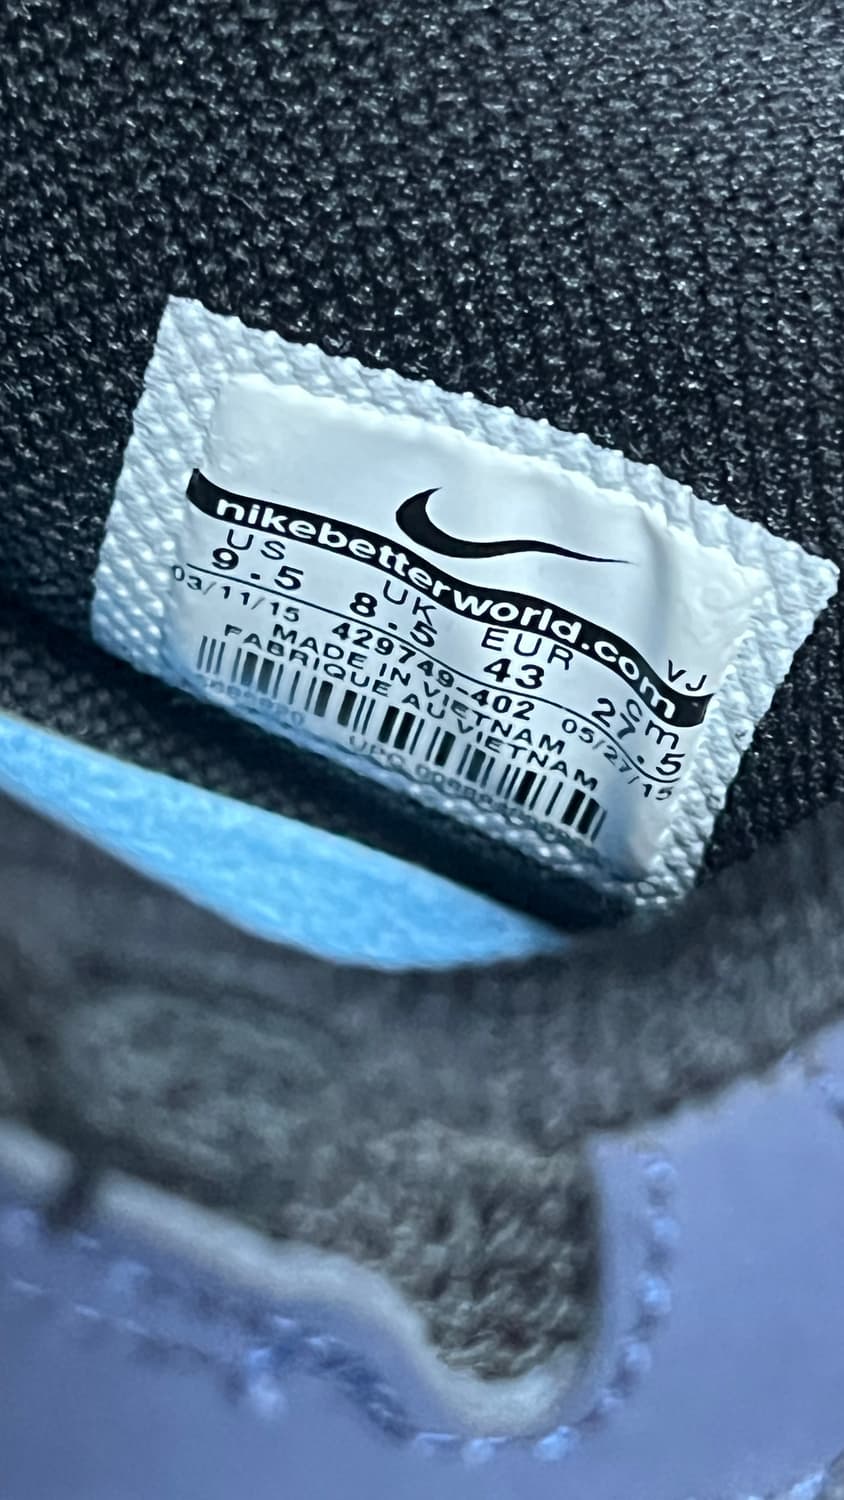 nikebetterworld.com
VJ
US UK EUR cm
9.5 8.5 43 27.5
03/11/15 429749-402 05/27/15
MADE IN VIETNAM
FABRIQUE AU VIETNAM
UPC